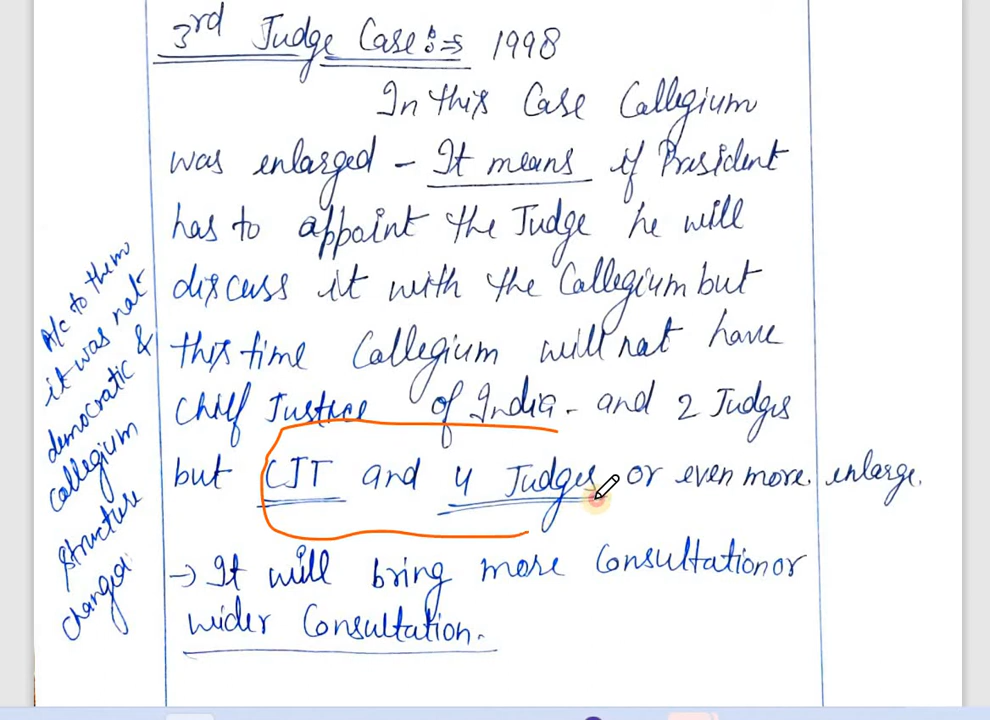 3rd Judge Case :⇒ 1998
In this Case Collegium
was enlarged - It means if President
has to appoint the Judge he will
discuss it with the Collegium but
this time Collegium will not have
Chief Justice of India - and 2 Judges
but CJI and 4 Judges or even more enlarge.
→ It will bring more Consultation or
wider Consultation.
A/c to them
it was not
democratic &
collegium
structure
changed.